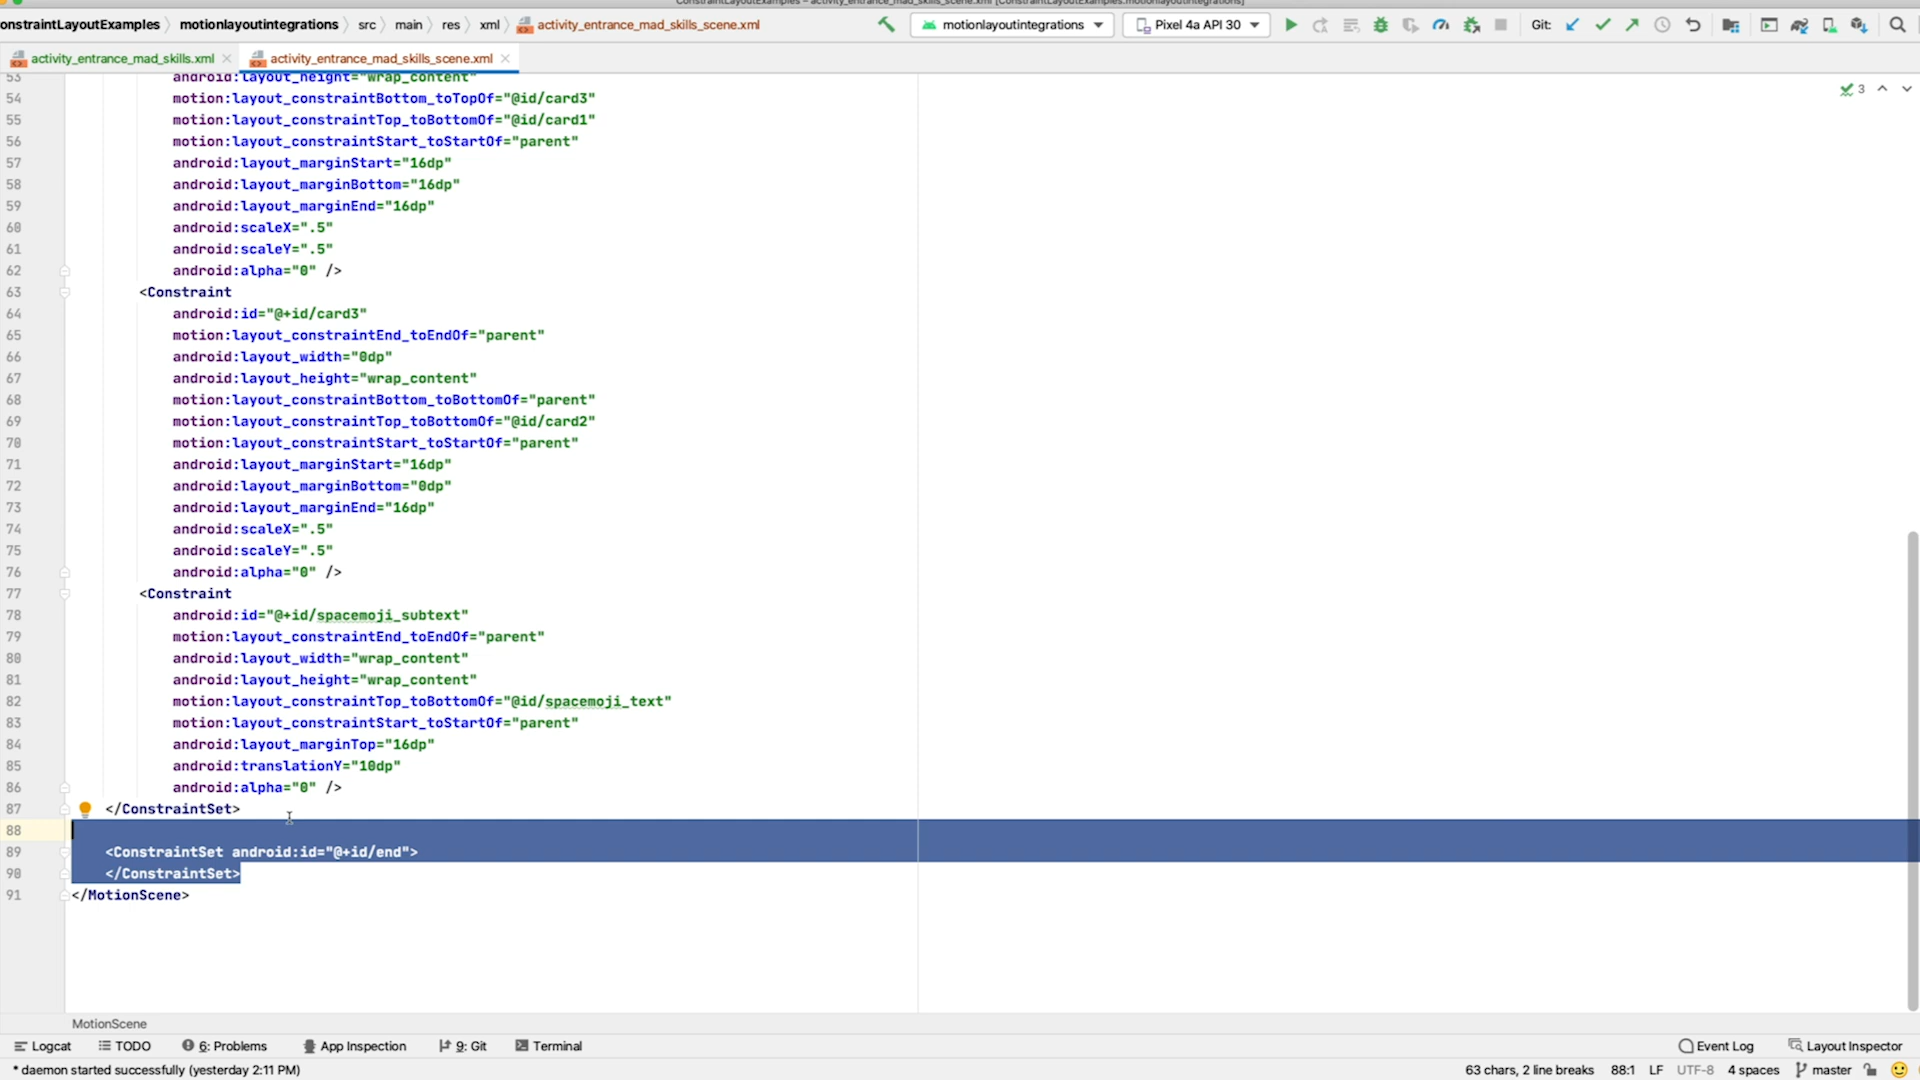 ConstraintLayoutExamples – activity_entrance_mad_skills_scene.xml [ConstraintLayoutExamples.motionlayoutintegrations]
onstraintLayoutExamples motionlayoutintegrations src main res xml activity_entrance_mad_skills_scene.xml motionlayoutintegrations Pixel 4a API 30 Git:
activity_entrance_mad_skills.xml activity_entrance_mad_skills_scene.xml
3
53 android:layout_height="wrap_content"
54 motion:layout_constraintBottom_toTopOf="@id/card3"
55 motion:layout_constraintTop_toBottomOf="@id/card1"
56 motion:layout_constraintStart_toStartOf="parent"
57 android:layout_marginStart="16dp"
58 android:layout_marginBottom="16dp"
59 android:layout_marginEnd="16dp"
60 android:scaleX=".5"
61 android:scaleY=".5"
62 android:alpha="0" />
63 <Constraint
64 android:id="@+id/card3"
65 motion:layout_constraintEnd_toEndOf="parent"
66 android:layout_width="0dp"
67 android:layout_height="wrap_content"
68 motion:layout_constraintBottom_toBottomOf="parent"
69 motion:layout_constraintTop_toBottomOf="@id/card2"
70 motion:layout_constraintStart_toStartOf="parent"
71 android:layout_marginStart="16dp"
72 android:layout_marginBottom="0dp"
73 android:layout_marginEnd="16dp"
74 android:scaleX=".5"
75 android:scaleY=".5"
76 android:alpha="0" />
77 <Constraint
78 android:id="@+id/spacemoji_subtext"
79 motion:layout_constraintEnd_toEndOf="parent"
80 android:layout_width="wrap_content"
81 android:layout_height="wrap_content"
82 motion:layout_constraintTop_toBottomOf="@id/spacemoji_text"
83 motion:layout_constraintStart_toStartOf="parent"
84 android:layout_marginTop="16dp"
85 android:translationY="10dp"
86 android:alpha="0" />
87 </ConstraintSet>
88
89 <ConstraintSet android:id="@+id/end">
90 </ConstraintSet>
91 </MotionScene>
MotionScene
Logcat TODO 6: Problems App Inspection 9: Git Terminal Event Log Layout Inspector
* daemon started successfully (yesterday 2:11 PM) 63 chars, 2 line breaks 88:1 LF UTF-8 4 spaces master